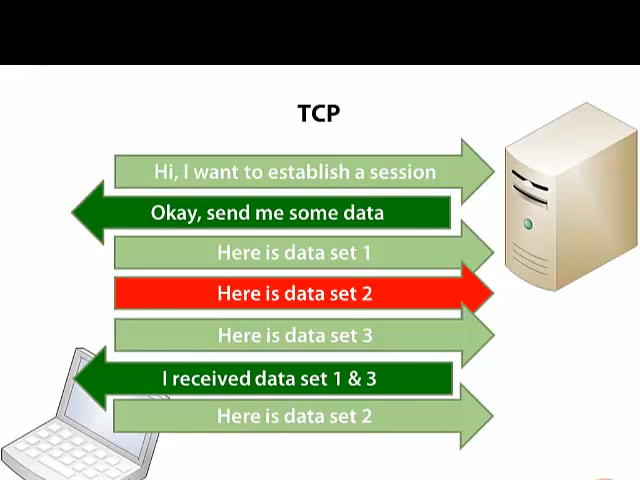 TCP
Hi, I want to establish a session
Okay, send me some data
Here is data set 1
Here is data set 2
Here is data set 3
I received data set 1 & 3
Here is data set 2